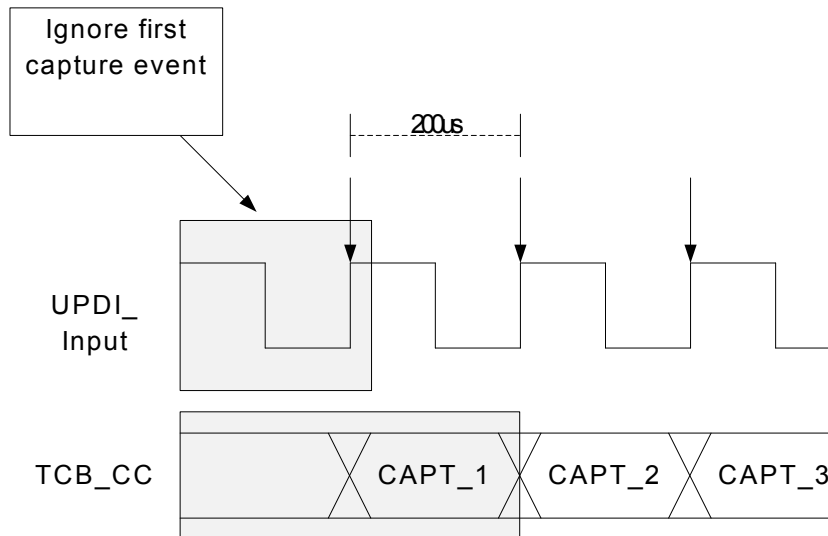 Ignore first
capture event
200us
UPDI_
Input
TCB_CC
CAPT_1
CAPT_2
CAPT_3